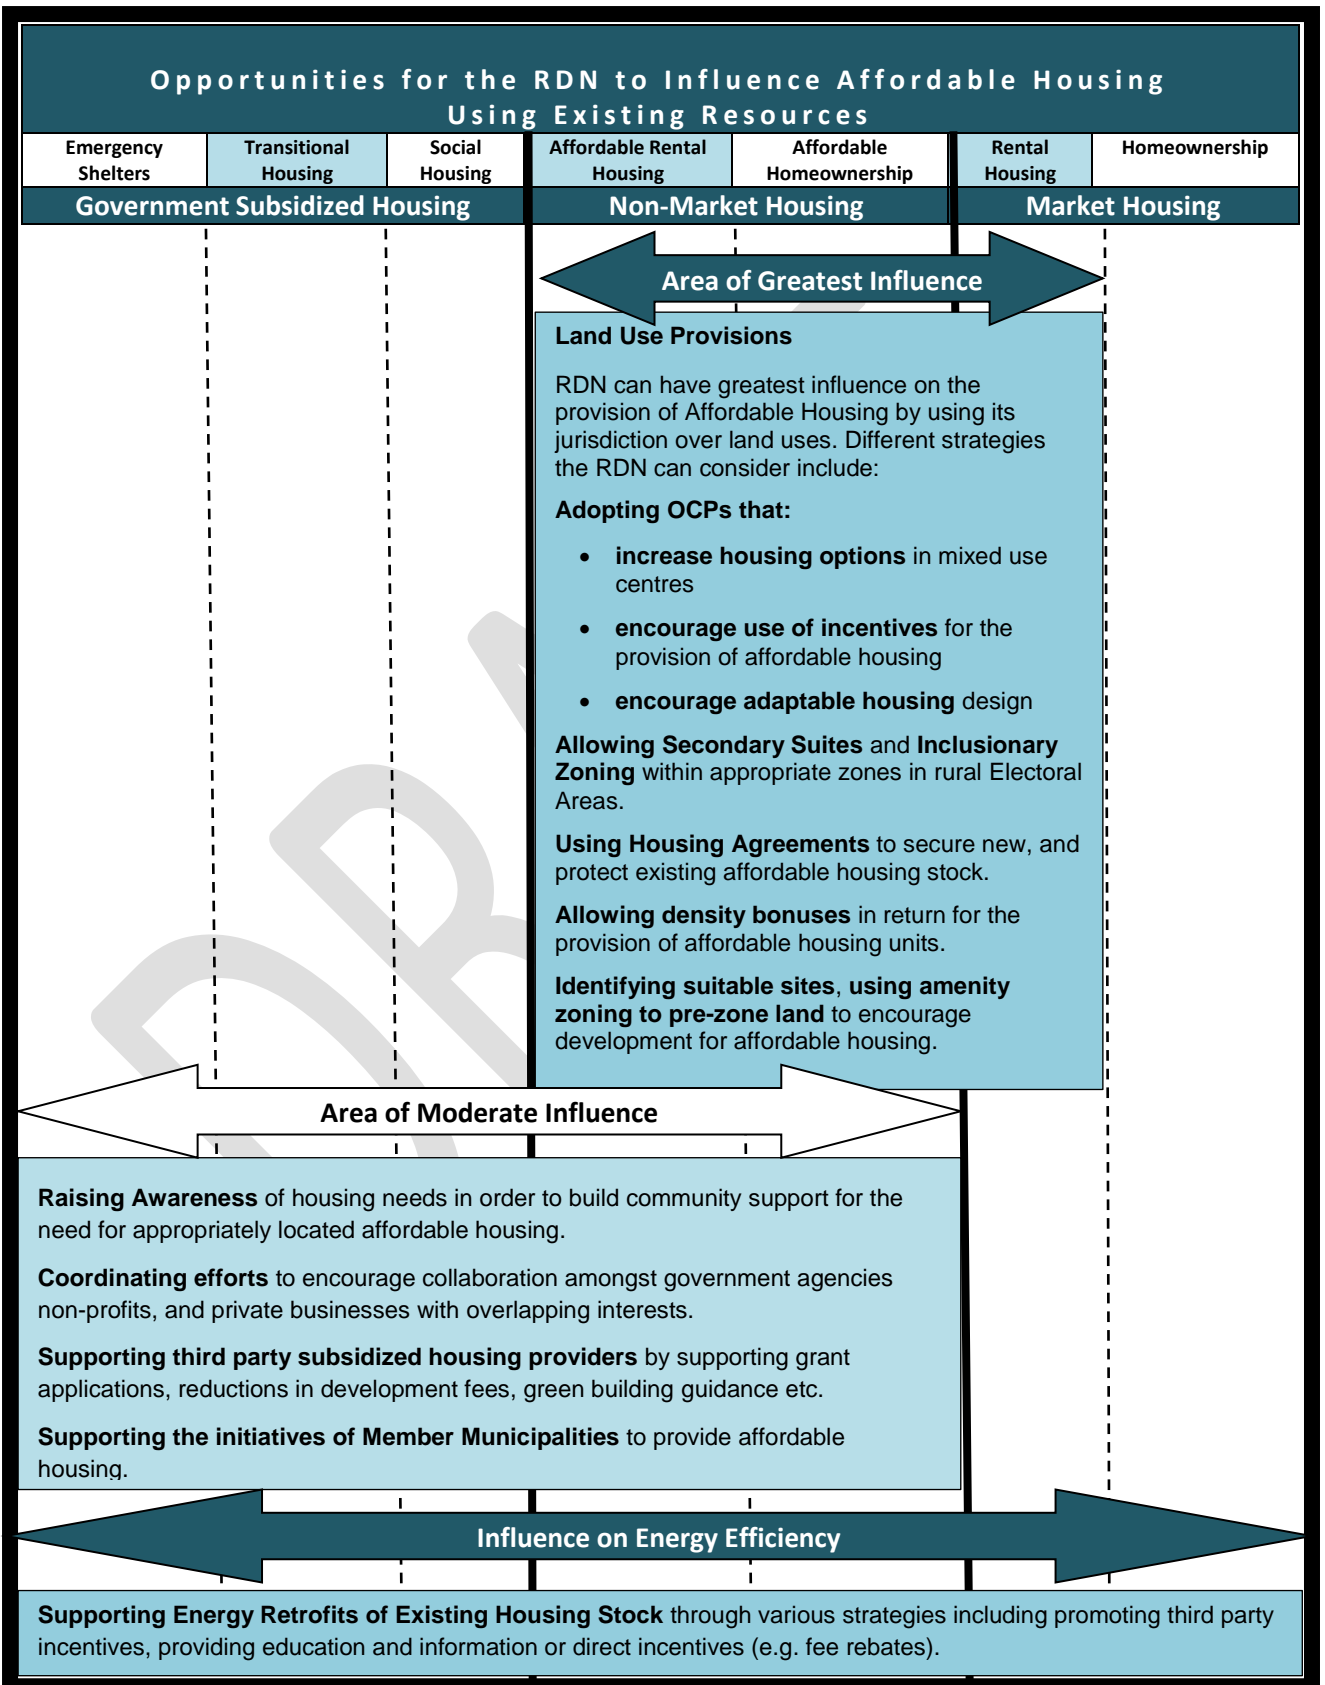 Opportunities for the RDN to Influence Affordable Housing
Using Existing Resources
Emergency
Shelters
Transitional
Housing
Social
Housing
Affordable Rental
Housing
Affordable
Homeownership
Rental
Housing
Homeownership
Government Subsidized Housing
Non-Market Housing
Market Housing
Area of Greatest Influence
Land Use Provisions
RDN can have greatest influence on the
provision of Affordable Housing by using its
jurisdiction over land uses. Different strategies
the RDN can consider include:
Adopting OCPs that:
• increase housing options in mixed use
centres
• encourage use of incentives for the
provision of affordable housing
• encourage adaptable housing design
Allowing Secondary Suites and Inclusionary
Zoning within appropriate zones in rural Electoral
Areas.
Using Housing Agreements to secure new, and
protect existing affordable housing stock.
Allowing density bonuses in return for the
provision of affordable housing units.
Identifying suitable sites, using amenity
zoning to pre-zone land to encourage
development for affordable housing.
Area of Moderate Influence
Raising Awareness of housing needs in order to build community support for the
need for appropriately located affordable housing.
Coordinating efforts to encourage collaboration amongst government agencies
non-profits, and private businesses with overlapping interests.
Supporting third party subsidized housing providers by supporting grant
applications, reductions in development fees, green building guidance etc.
Supporting the initiatives of Member Municipalities to provide affordable
housing.
Influence on Energy Efficiency
Supporting Energy Retrofits of Existing Housing Stock through various strategies including promoting third party
incentives, providing education and information or direct incentives (e.g. fee rebates).